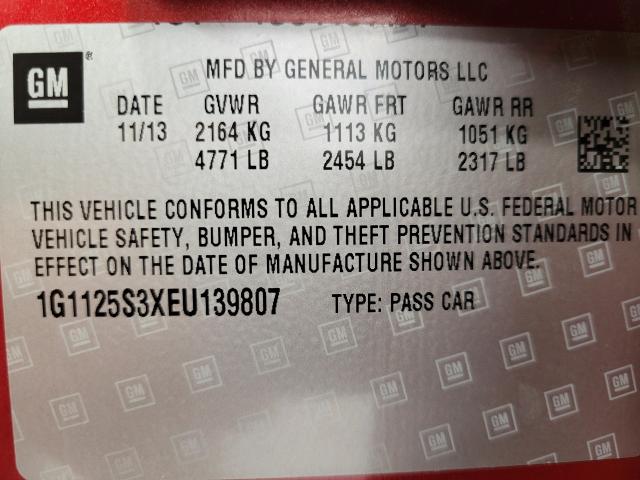 GM ®
MFD BY GENERAL MOTORS LLC
DATE GVWR GAWR FRT GAWR RR
11/13 2164 KG 1113 KG 1051 KG
4771 LB 2454 LB 2317 LB
THIS VEHICLE CONFORMS TO ALL APPLICABLE U.S. FEDERAL MOTOR
VEHICLE SAFETY, BUMPER, AND THEFT PREVENTION STANDARDS IN
EFFECT ON THE DATE OF MANUFACTURE SHOWN ABOVE.
1G1125S3XEU139807 TYPE: PASS CAR